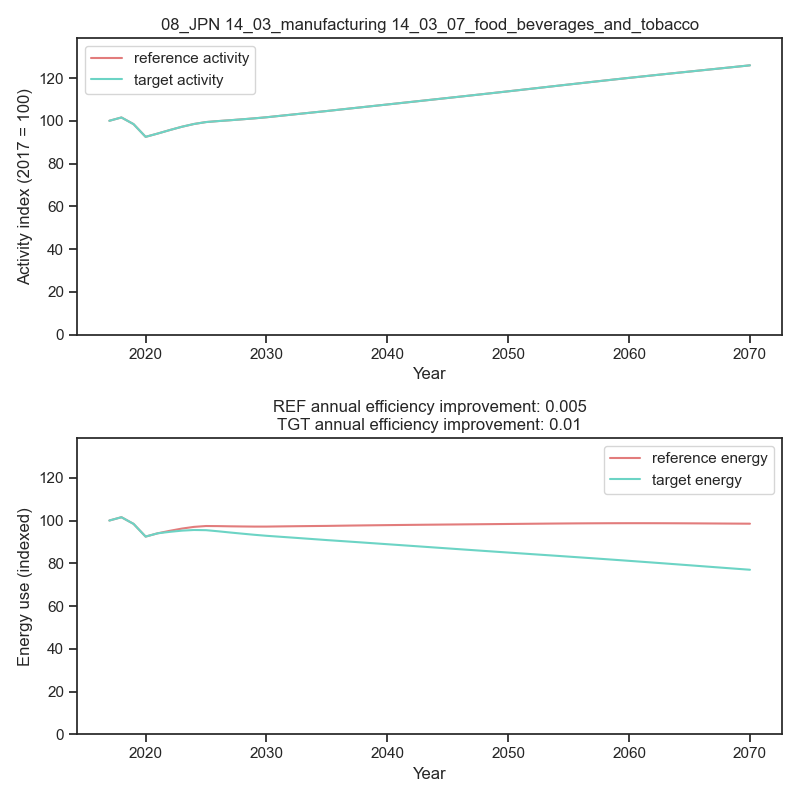 08_JPN 14_03_manufacturing 14_03_07_food_beverages_and_tobacco
reference activity
target activity
Activity index (2017 = 100)
120
100
80
60
40
20
0
2020 2030 2040 2050 2060 2070
Year
REF annual efficiency improvement: 0.005
TGT annual efficiency improvement: 0.01
reference energy
target energy
Energy use (indexed)
120
100
80
60
40
20
0
2020 2030 2040 2050 2060 2070
Year